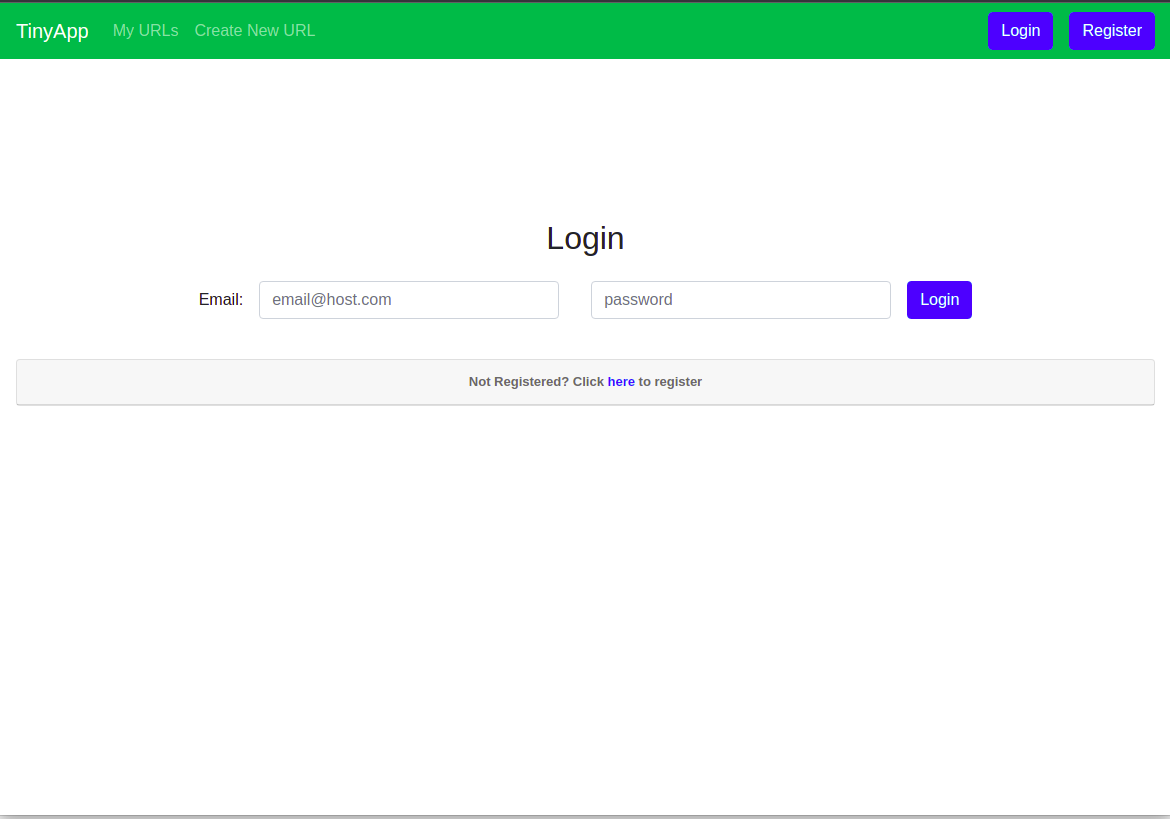 TinyApp My URLs Create New URL Login Register
Login
Email: email@host.com password Login
Not Registered? Click here to register